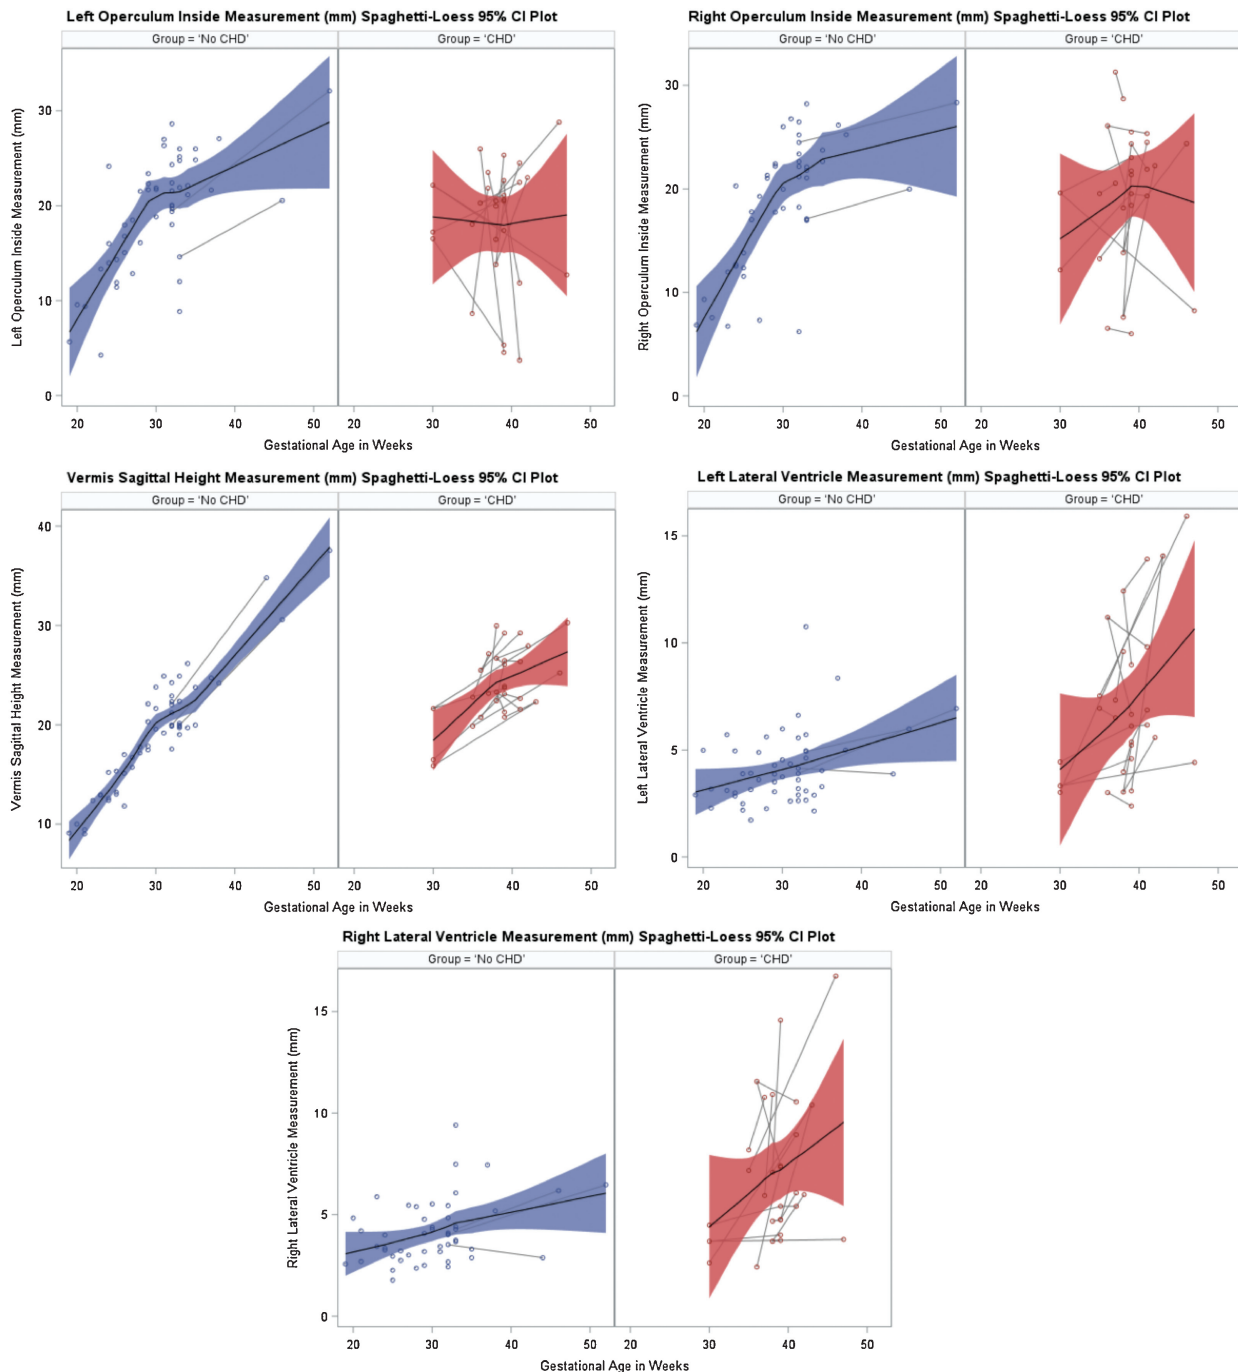 Left Operculum Inside Measurement (mm) Spaghetti-Loess 95% CI Plot
Group = 'No CHD' Group = 'CHD'
Left Operculum Inside Measurement (mm)
30
20
10
0
20 30 40 50 20 30 40 50
Gestational Age in Weeks
Right Operculum Inside Measurement (mm) Spaghetti-Loess 95% CI Plot
Group = 'No CHD' Group = 'CHD'
Right Operculum Inside Measurement (mm)
30
20
10
0
20 30 40 50 20 30 40 50
Gestational Age in Weeks
Vermis Sagittal Height Measurement (mm) Spaghetti-Loess 95% CI Plot
Group = 'No CHD' Group = 'CHD'
Vermis Sagittal Height Measurement (mm)
40
30
20
10
20 30 40 50 20 30 40 50
Gestational Age in Weeks
Left Lateral Ventricle Measurement (mm) Spaghetti-Loess 95% CI Plot
Group = 'No CHD' Group = 'CHD'
Left Lateral Ventricle Measurement (mm)
15
10
5
0
20 30 40 50 20 30 40 50
Gestational Age in Weeks
Right Lateral Ventricle Measurement (mm) Spaghetti-Loess 95% CI Plot
Group = 'No CHD' Group = 'CHD'
Right Lateral Ventricle Measurement (mm)
15
10
5
0
20 30 40 50 20 30 40 50
Gestational Age in Weeks